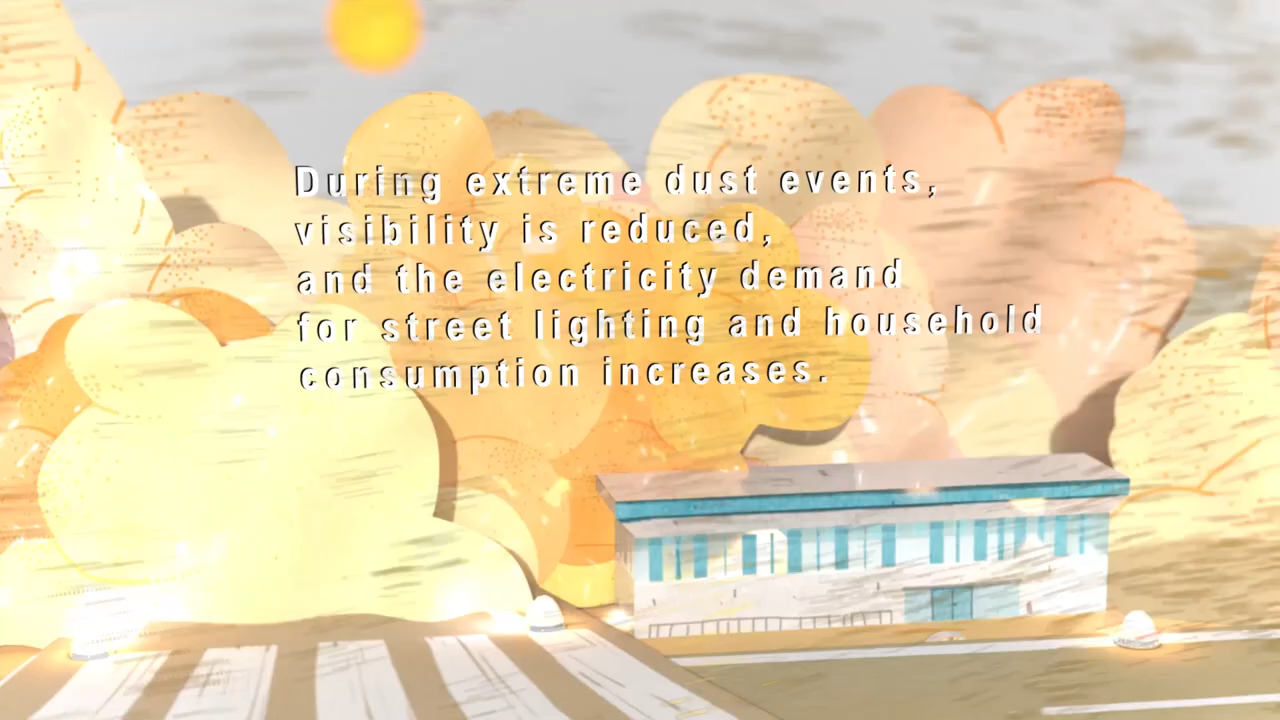 During extreme dust events,
visibility is reduced,
and the electricity demand
for street lighting and household
consumption increases.